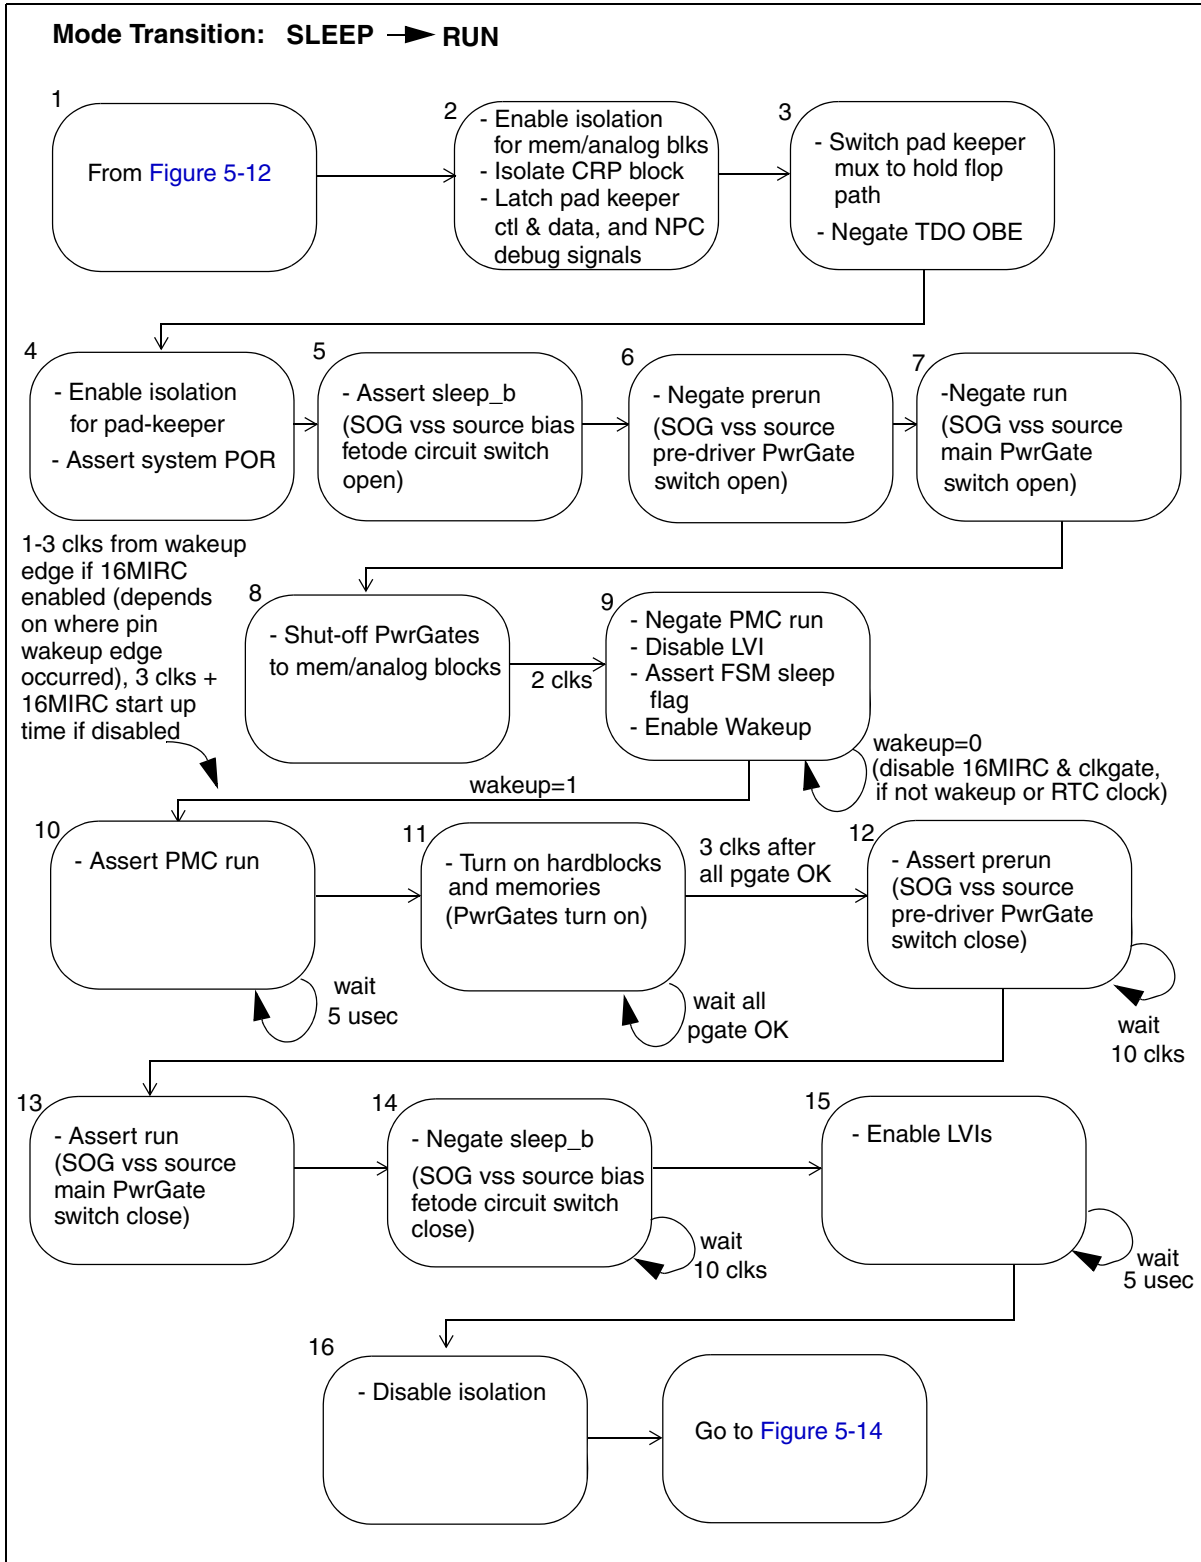 Mode Transition: SLEEP RUN
1
From Figure 5-12
2
- Enable isolation
for mem/analog blks
- Isolate CRP block
- Latch pad keeper
ctl & data, and NPC
debug signals
3
- Switch pad keeper
mux to hold flop
path
- Negate TDO OBE
4
- Enable isolation
for pad-keeper
- Assert system POR
5
- Assert sleep_b
(SOG vss source bias
fetode circuit switch
open)
6
- Negate prerun
(SOG vss source
pre-driver PwrGate
switch open)
7
-Negate run
(SOG vss source
main PwrGate
switch open)
1-3 clks from wakeup
edge if 16MIRC
enabled (depends
on where pin
wakeup edge
occurred), 3 clks +
16MIRC start up
time if disabled
8
- Shut-off PwrGates
to mem/analog blocks
2 clks
9
- Negate PMC run
- Disable LVI
- Assert FSM sleep
flag
- Enable Wakeup
wakeup=0
(disable 16MIRC & clkgate,
if not wakeup or RTC clock)
wakeup=1
10
- Assert PMC run
wait
5 usec
11
- Turn on hardblocks
and memories
(PwrGates turn on)
wait all
pgate OK
3 clks after
all pgate OK
12
- Assert prerun
(SOG vss source
pre-driver PwrGate
switch close)
wait
10 clks
13
- Assert run
(SOG vss source
main PwrGate
switch close)
14
- Negate sleep_b
(SOG vss source bias
fetode circuit switch
close)
wait
10 clks
15
- Enable LVIs
wait
5 usec
16
- Disable isolation
Go to Figure 5-14